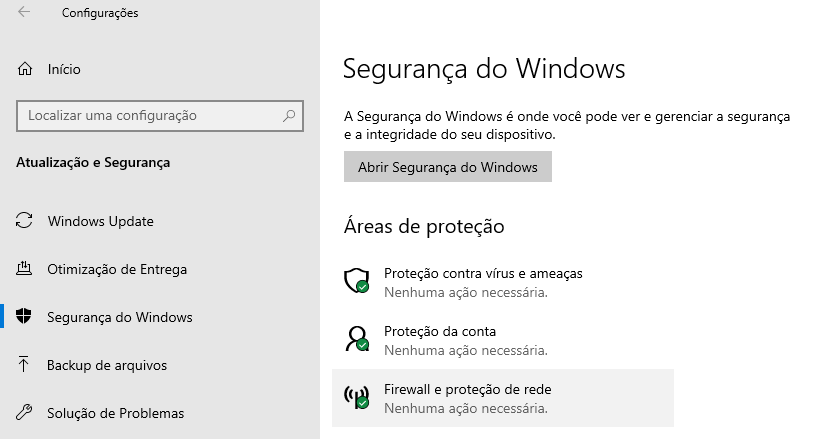 Configurações
Início
Localizar uma configuração
Atualização e Segurança
Windows Update
Otimização de Entrega
Segurança do Windows
Backup de arquivos
Solução de Problemas
Segurança do Windows
A Segurança do Windows é onde você pode ver e gerenciar a segurança
e a integridade do seu dispositivo.
Abrir Segurança do Windows
Áreas de proteção
Proteção contra vírus e ameaças
Nenhuma ação necessária.
Proteção da conta
Nenhuma ação necessária.
Firewall e proteção de rede
Nenhuma ação necessária.